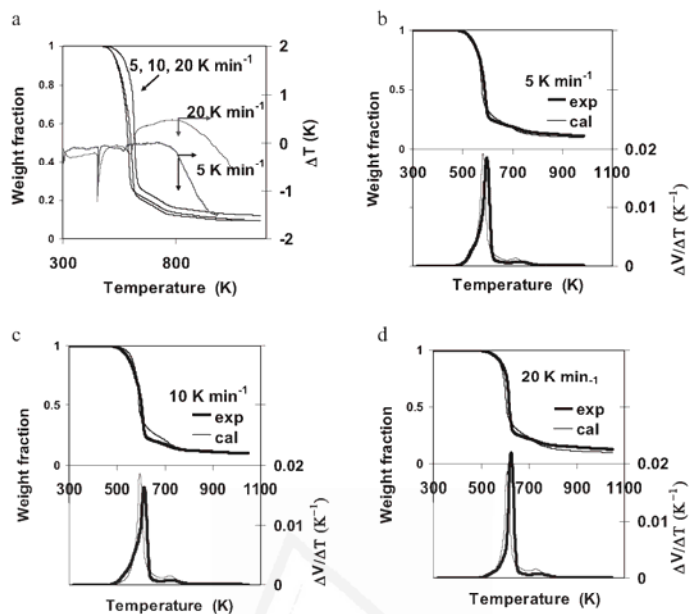 a
Weight fraction
1
0.8
0.6
0.4
0.2
0
5, 10, 20 K min⁻¹
20 K min⁻¹
5 K min⁻¹
2
1
0
-1
-2
ΔT (K)
300
800
Temperature (K)
b
Weight fraction
1
0.5
0
5 K min⁻¹
exp
cal
0.02
0.01
0
ΔV/ΔT (K⁻¹)
300 500 700 900 1100
Temperature (K)
c
Weight fraction
1
0.5
0
10 K min⁻¹
exp
cal
0.02
0.01
0
ΔV/ΔT (K⁻¹)
300 500 700 900 1100
Temperature (K)
d
Weight fraction
1
0.5
0
20 K min₋₁
exp
cal
0.02
0.01
0
ΔV/ΔT (K⁻¹)
300 500 700 900 1100
Temperature (K)